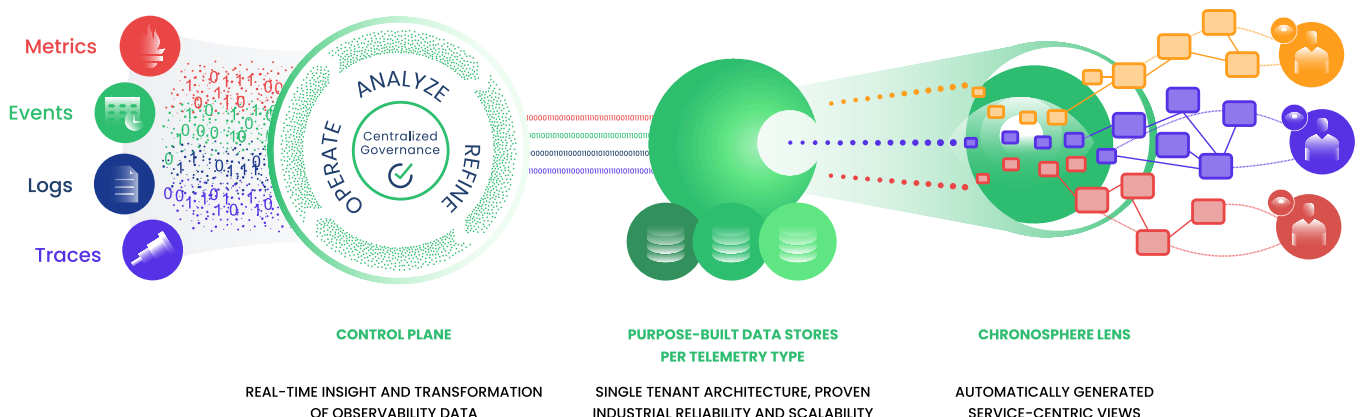 Metrics
Events
Logs
Traces
ANALYZE
REFINE
OPERATE
Centralized
Governance
CONTROL PLANE
REAL-TIME INSIGHT AND TRANSFORMATION
OF OBSERVABILITY DATA
PURPOSE-BUILT DATA STORES
PER TELEMETRY TYPE
SINGLE TENANT ARCHITECTURE, PROVEN
INDUSTRIAL RELIABILITY AND SCALABILITY
CHRONOSPHERE LENS
AUTOMATICALLY GENERATED
SERVICE-CENTRIC VIEWS